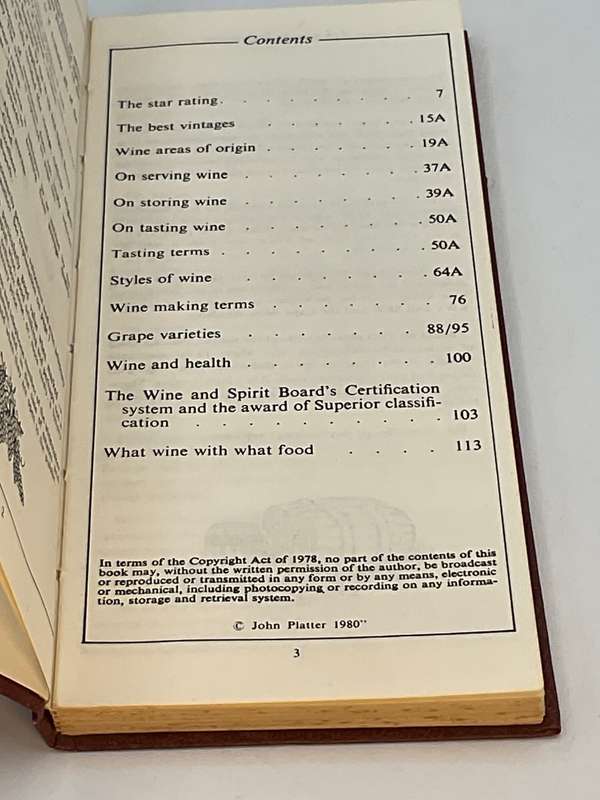 Contents
The star rating. . . . . . . . . 7
The best vintages . . . . . . 15A
Wine areas of origin . . . . . . . 19A
On serving wine . . . . . . . 37A
On storing wine . . . . . . . 39A
On tasting wine . . . . . . . 50A
Tasting terms . . . . . . . . 50A
Styles of wine . . . . . . . 64A
Wine making terms . . . . . . 76
Grape varieties . . . . . . . 88/95
Wine and health . . . . . . . . 100
The Wine and Spirit Board's Certification
system and the award of Superior classifi-
cation . . . . . . . . . . 103
What wine with what food . . . . 113
In terms of the Copyright Act of 1978, no part of the contents of this
book may, without the written permission of the author, be broadcast
or reproduced or transmitted in any form or by any means, electronic
or mechanical, including photocopying or recording on any informa-
tion, storage and retrieval system.
© John Platter 1980"
3